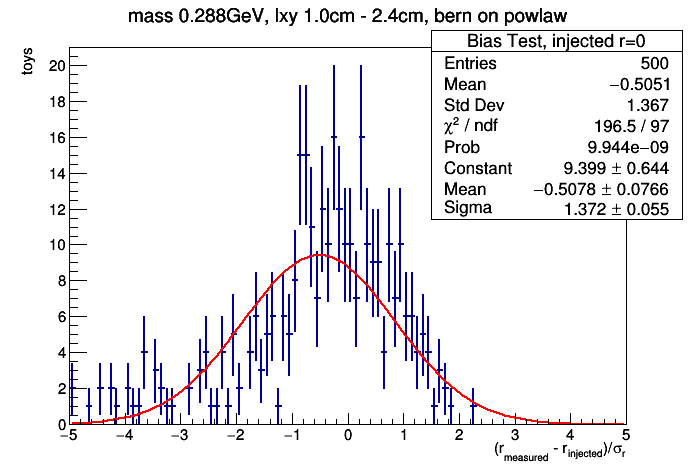 mass 0.288GeV, lxy 1.0cm - 2.4cm, bern on powlaw
Bias Test, injected r=0
Entries 500
Mean −0.5051
Std Dev 1.367
χ² / ndf 196.5 / 97
Prob 9.944e−09
Constant 9.399 ± 0.644
Mean −0.5078 ± 0.0766
Sigma 1.372 ± 0.055
toys
20
18
16
14
12
10
8
6
4
2
0
−5 −4 −3 −2 −1 0 1 2 3 4 5
(r_measured - r_injected)/σ_r